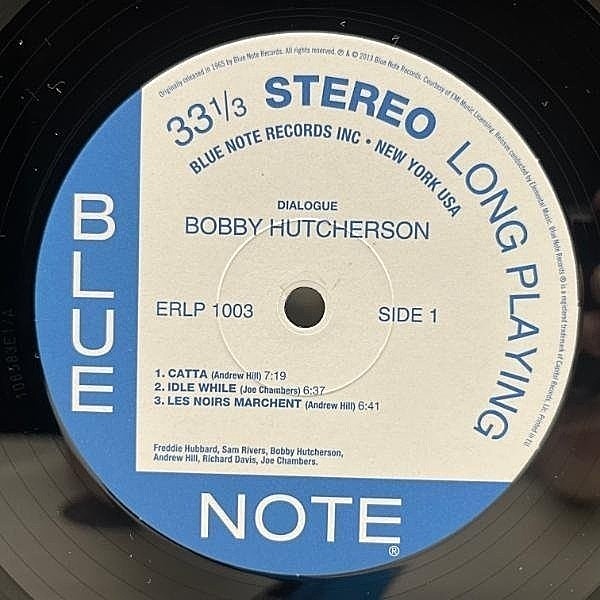 Originally released in 1965 by Blue Note Records. All rights reserved. ℗ & © 2013 Blue Note Records. Courtesy of EMI Music Licensing. Reissue conducted by Elemental Music. Blue Note Records ® is a registered trademark of Capitol Records, LLC. Printed in EU
33 1/3 STEREO LONG PLAYING
BLUE NOTE RECORDS INC • NEW YORK USA
DIALOGUE
BOBBY HUTCHERSON
ERLP 1003
SIDE 1
1. CATTA (Andrew Hill) 7:19
2. IDLE WHILE (Joe Chambers) 6:37
3. LES NOIRS MARCHENT (Andrew Hill) 6:41
Freddie Hubbard, Sam Rivers, Bobby Hutcherson,
Andrew Hill, Richard Davis, Joe Chambers.
BLUE
NOTE®